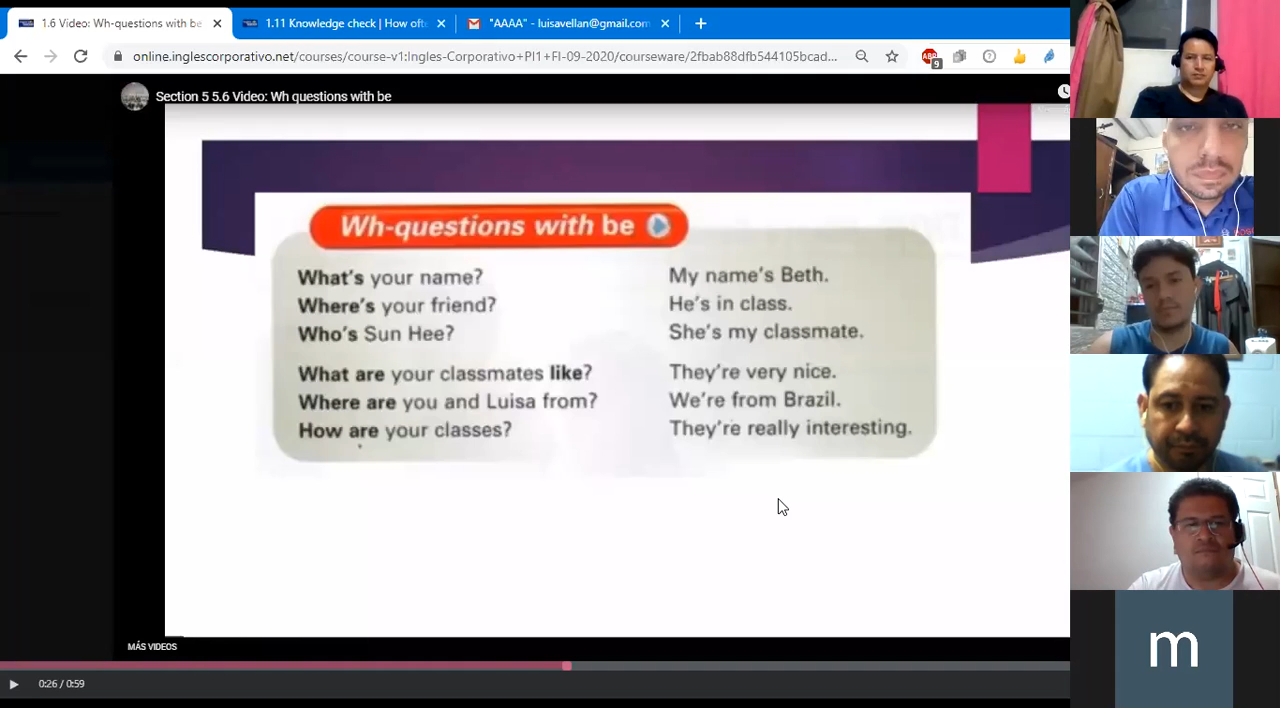 1.6 Video: Wh-questions with be
1.11 Knowledge check | How oft
"AAAA" - luisavellan@gmail.com
online.inglescorporativo.net/courses/course-v1:Ingles-Corporativo+PI1+FI-09-2020/courseware/2fbab88dfb544105bcad...
9
Section 5 5.6 Video: Wh questions with be
Wh-questions with be
What's your name?
My name's Beth.
Where's your friend?
He's in class.
Who's Sun Hee?
She's my classmate.
What are your classmates like?
They're very nice.
Where are you and Luisa from?
We're from Brazil.
How are your classes?
They're really interesting.
MÁS VIDEOS
0:26 / 0:59
m